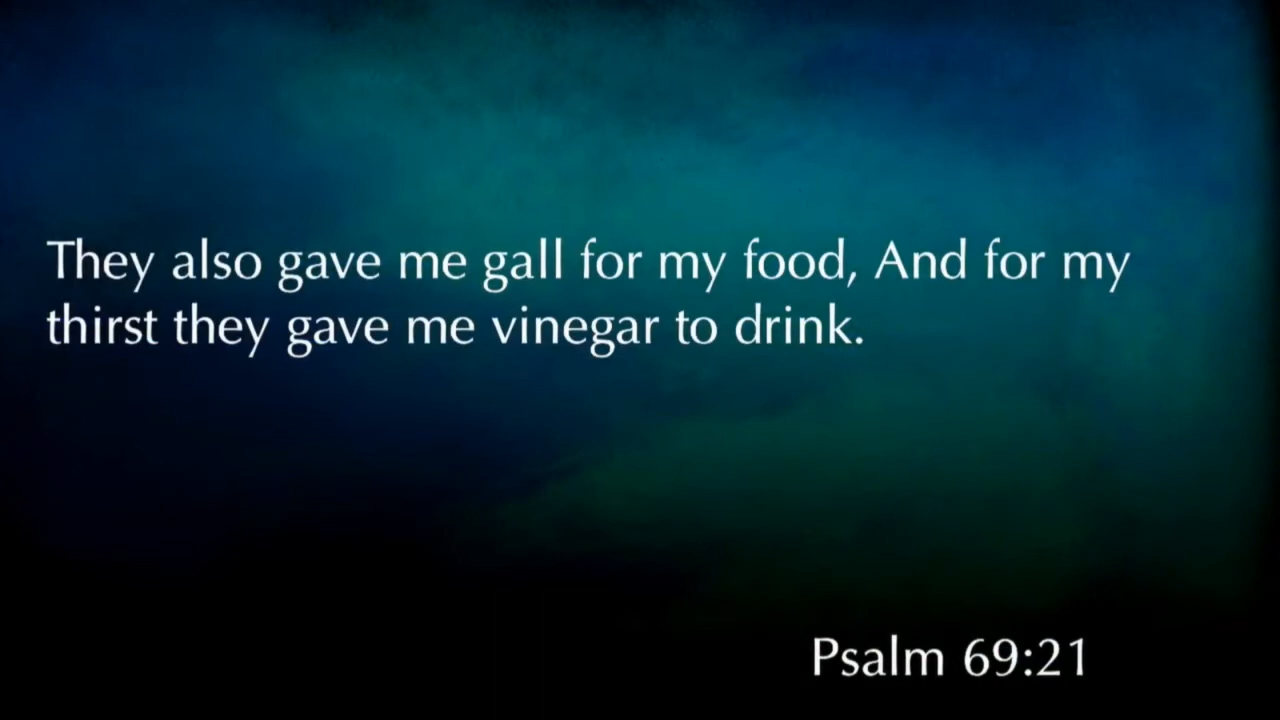 They also gave me gall for my food, And for my
thirst they gave me vinegar to drink.
Psalm 69:21